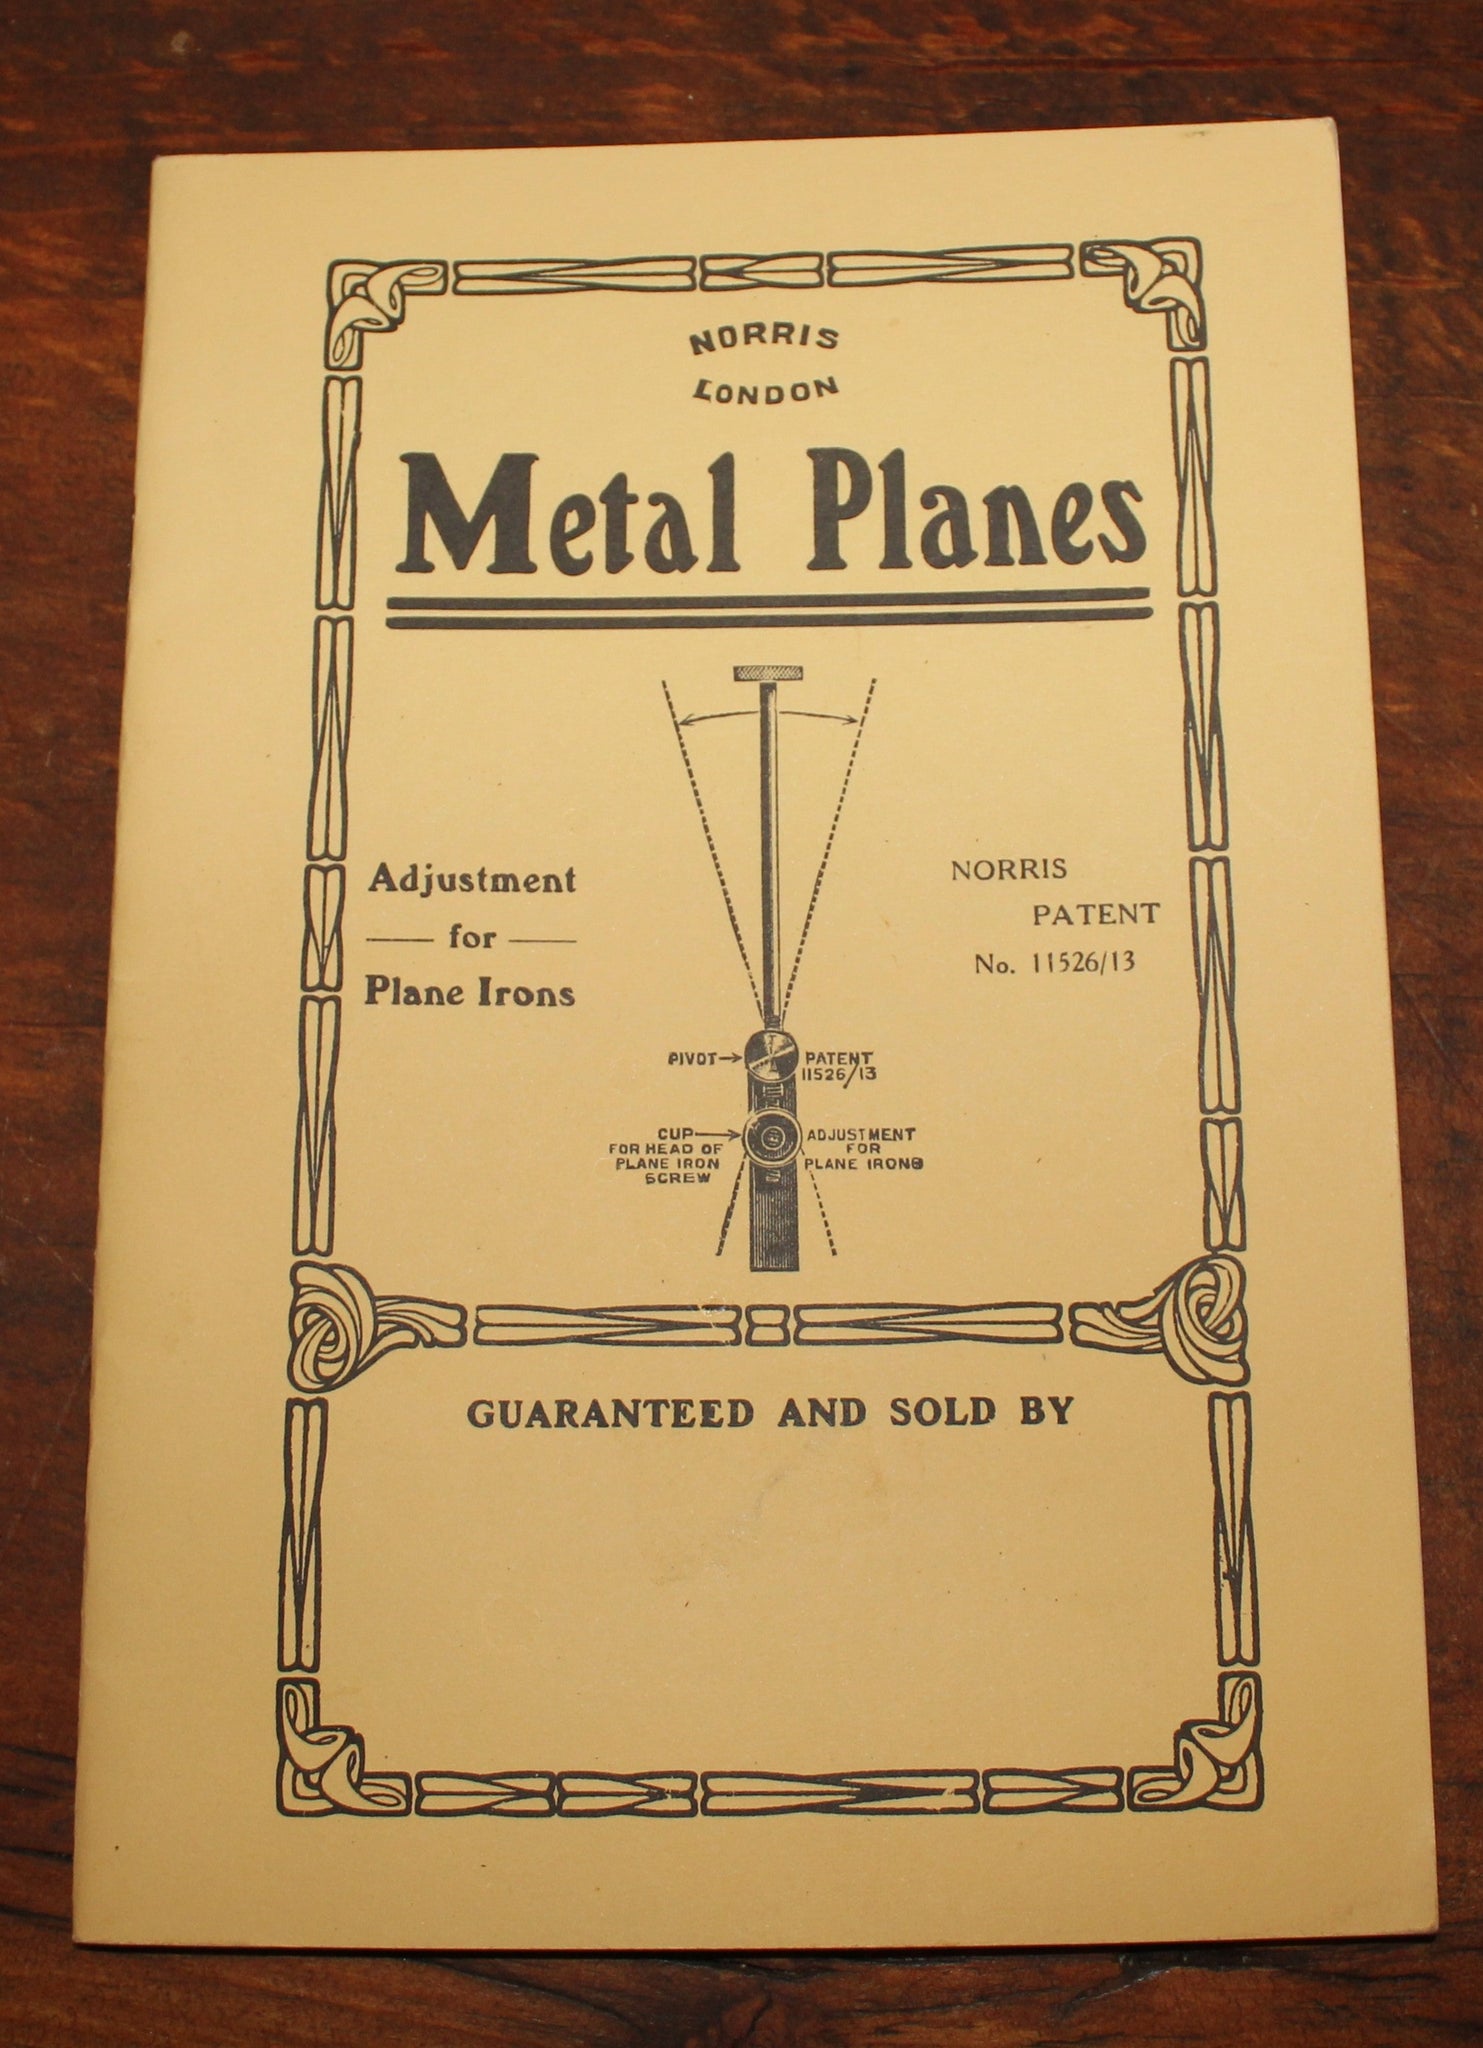 NORRIS
LONDON
Metal Planes
Adjustment
for
Plane Irons
NORRIS
PATENT
No. 11526/13
PIVOT
PATENT
11526/13
CUP
FOR HEAD OF
PLANE IRON
SCREW
ADJUSTMENT
FOR
PLANE IRONS
GUARANTEED AND SOLD BY